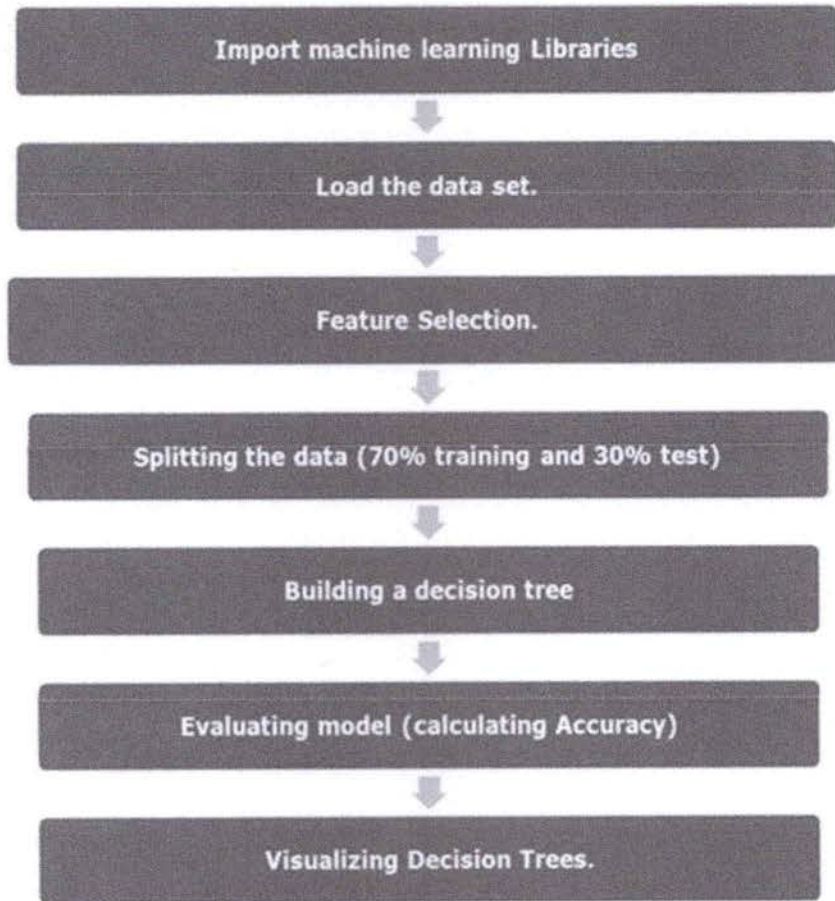 Import machine learning Libraries
Load the data set.
Feature Selection.
Splitting the data (70% training and 30% test)
Building a decision tree
Evaluating model (calculating Accuracy)
Visualizing Decision Trees.